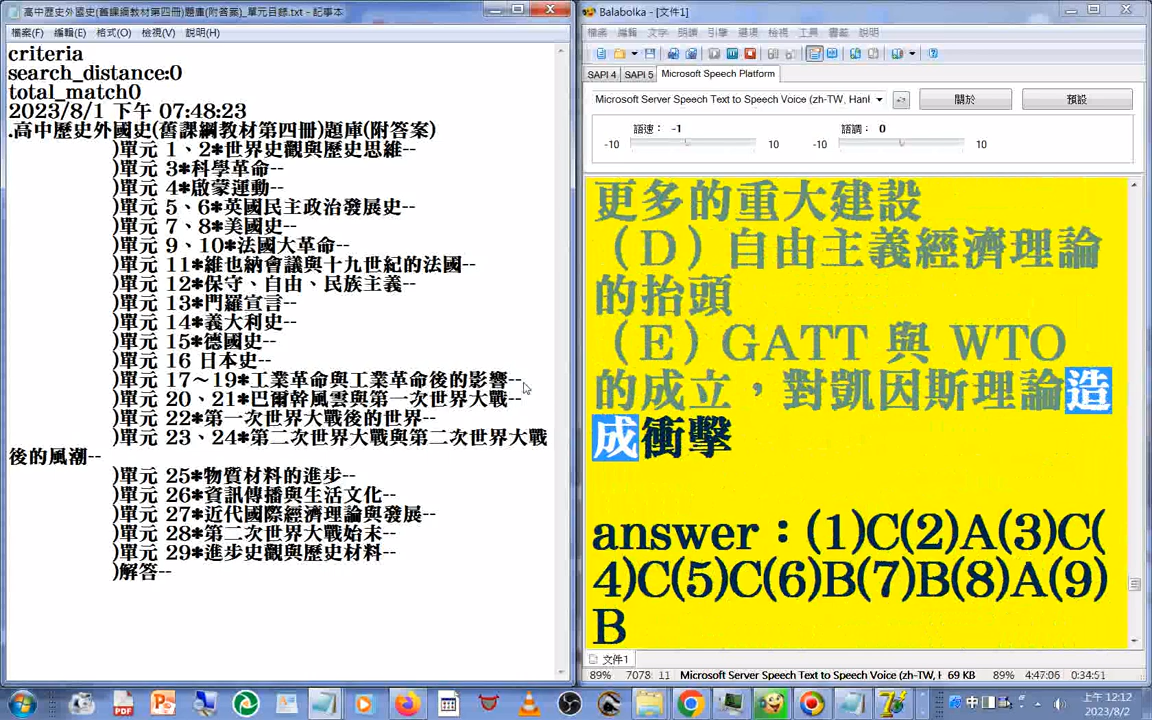 高中歷史外國史(舊課綱教材第四冊)題庫(附答案)_單元目錄.txt - 記事本
檔案(F) 編輯(E) 格式(O) 檢視(V) 說明(H)
criteria
search_distance:0
total_match0
2023/8/1 下午 07:48:23
.高中歷史外國史(舊課綱教材第四冊)題庫(附答案)
)單元 1、2*世界史觀與歷史思維--
)單元 3*科學革命--
)單元 4*啟蒙運動--
)單元 5、6*英國民主政治發展史--
)單元 7、8*美國史--
)單元 9、10*法國大革命--
)單元 11*維也納會議與十九世紀的法國--
)單元 12*保守、自由、民族主義--
)單元 13*門羅宣言--
)單元 14*義大利史--
)單元 15*德國史--
)單元 16 日本史--
)單元 17～19*工業革命與工業革命後的影響--
)單元 20、21*巴爾幹風雲與第一次世界大戰--
)單元 22*第一次世界大戰後的世界--
)單元 23、24*第二次世界大戰與第二次世界大戰
後的風潮--
)單元 25*物質材料的進步--
)單元 26*資訊傳播與生活文化--
)單元 27*近代國際經濟理論與發展--
)單元 28*第二次世界大戰始末--
)單元 29*進步史觀與歷史材料--
)解答--
Balabolka - [文件1]
檔案 編輯 文字 朗讀 引擎 選項 檢視 工具 書籤 說明
SAPI 4 SAPI 5 Microsoft Speech Platform
Microsoft Server Speech Text to Speech Voice (zh-TW, Hanl 關於 預設
語速： -1 語調： 0
-10 10 -10 10
更多的重大建設
（D）自由主義經濟理論
的抬頭
（E）GATT 與 WTO
的成立，對凱因斯理論造
成衝擊
answer：(1)C(2)A(3)C(
4)C(5)C(6)B(7)B(8)A(9)
B
文件1
89% 7078 11 Microsoft Server Speech Text to Speech Voice (zh-TW, H 69 KB 89% 4:47:06 0:34:51
中
上午 12:12
2023/8/2